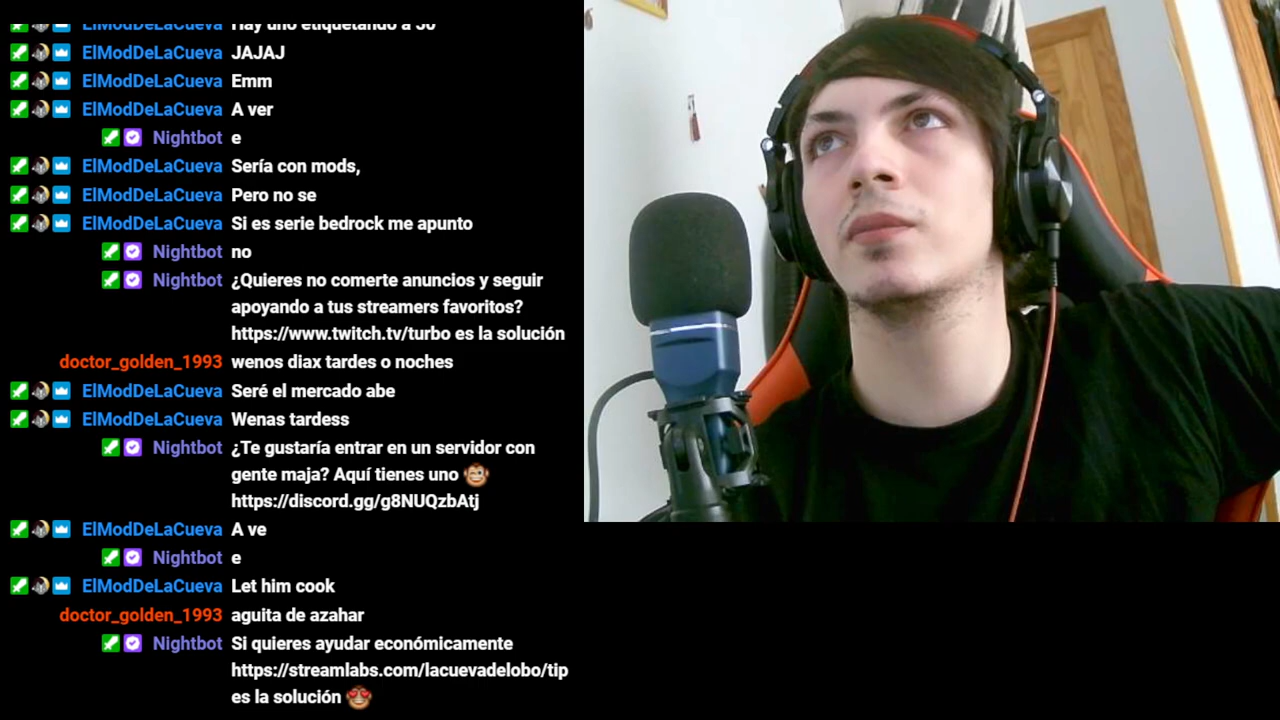 ElModDeLaCueva Hay uno etiquetando a 50
ElModDeLaCueva JAJAJ
ElModDeLaCueva Emm
ElModDeLaCueva A ver
Nightbot e
ElModDeLaCueva Sería con mods,
ElModDeLaCueva Pero no se
ElModDeLaCueva Si es serie bedrock me apunto
Nightbot no
Nightbot ¿Quieres no comerte anuncios y seguir
apoyando a tus streamers favoritos?
https://www.twitch.tv/turbo es la solución
doctor_golden_1993 wenos diax tardes o noches
ElModDeLaCueva Seré el mercado abe
ElModDeLaCueva Wenas tardess
Nightbot ¿Te gustaría entrar en un servidor con
gente maja? Aquí tienes uno
https://discord.gg/g8NUQzbAtj
ElModDeLaCueva A ve
Nightbot e
ElModDeLaCueva Let him cook
doctor_golden_1993 aguita de azahar
Nightbot Si quieres ayudar económicamente
https://streamlabs.com/lacuevadelobo/tip
es la solución